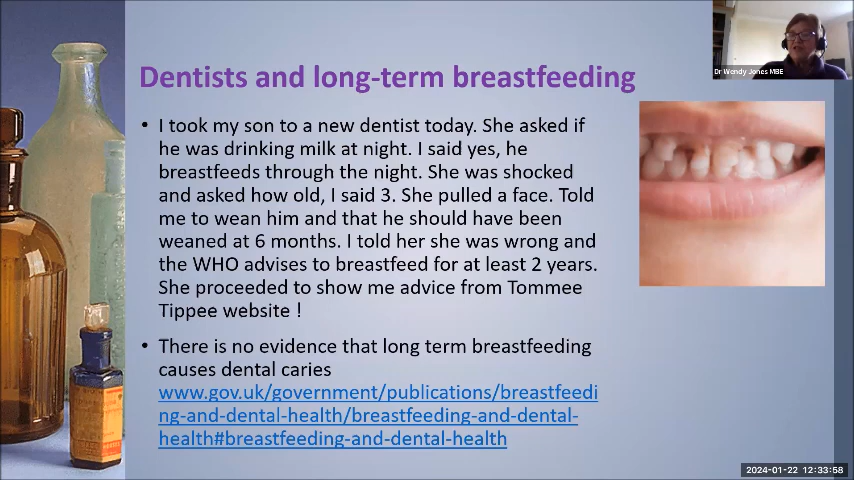 Dr Wendy Jones MBE
Dentists and long-term breastfeeding
• I took my son to a new dentist today. She asked if
he was drinking milk at night. I said yes, he
breastfeeds through the night. She was shocked
and asked how old, I said 3. She pulled a face. Told
me to wean him and that he should have been
weaned at 6 months. I told her she was wrong and
the WHO advises to breastfeed for at least 2 years.
She proceeded to show me advice from Tommee
Tippee website !
• There is no evidence that long term breastfeeding
causes dental caries
www.gov.uk/government/publications/breastfeedi
ng-and-dental-health/breastfeeding-and-dental-
health#breastfeeding-and-dental-health
2024-01-22 12:33:58